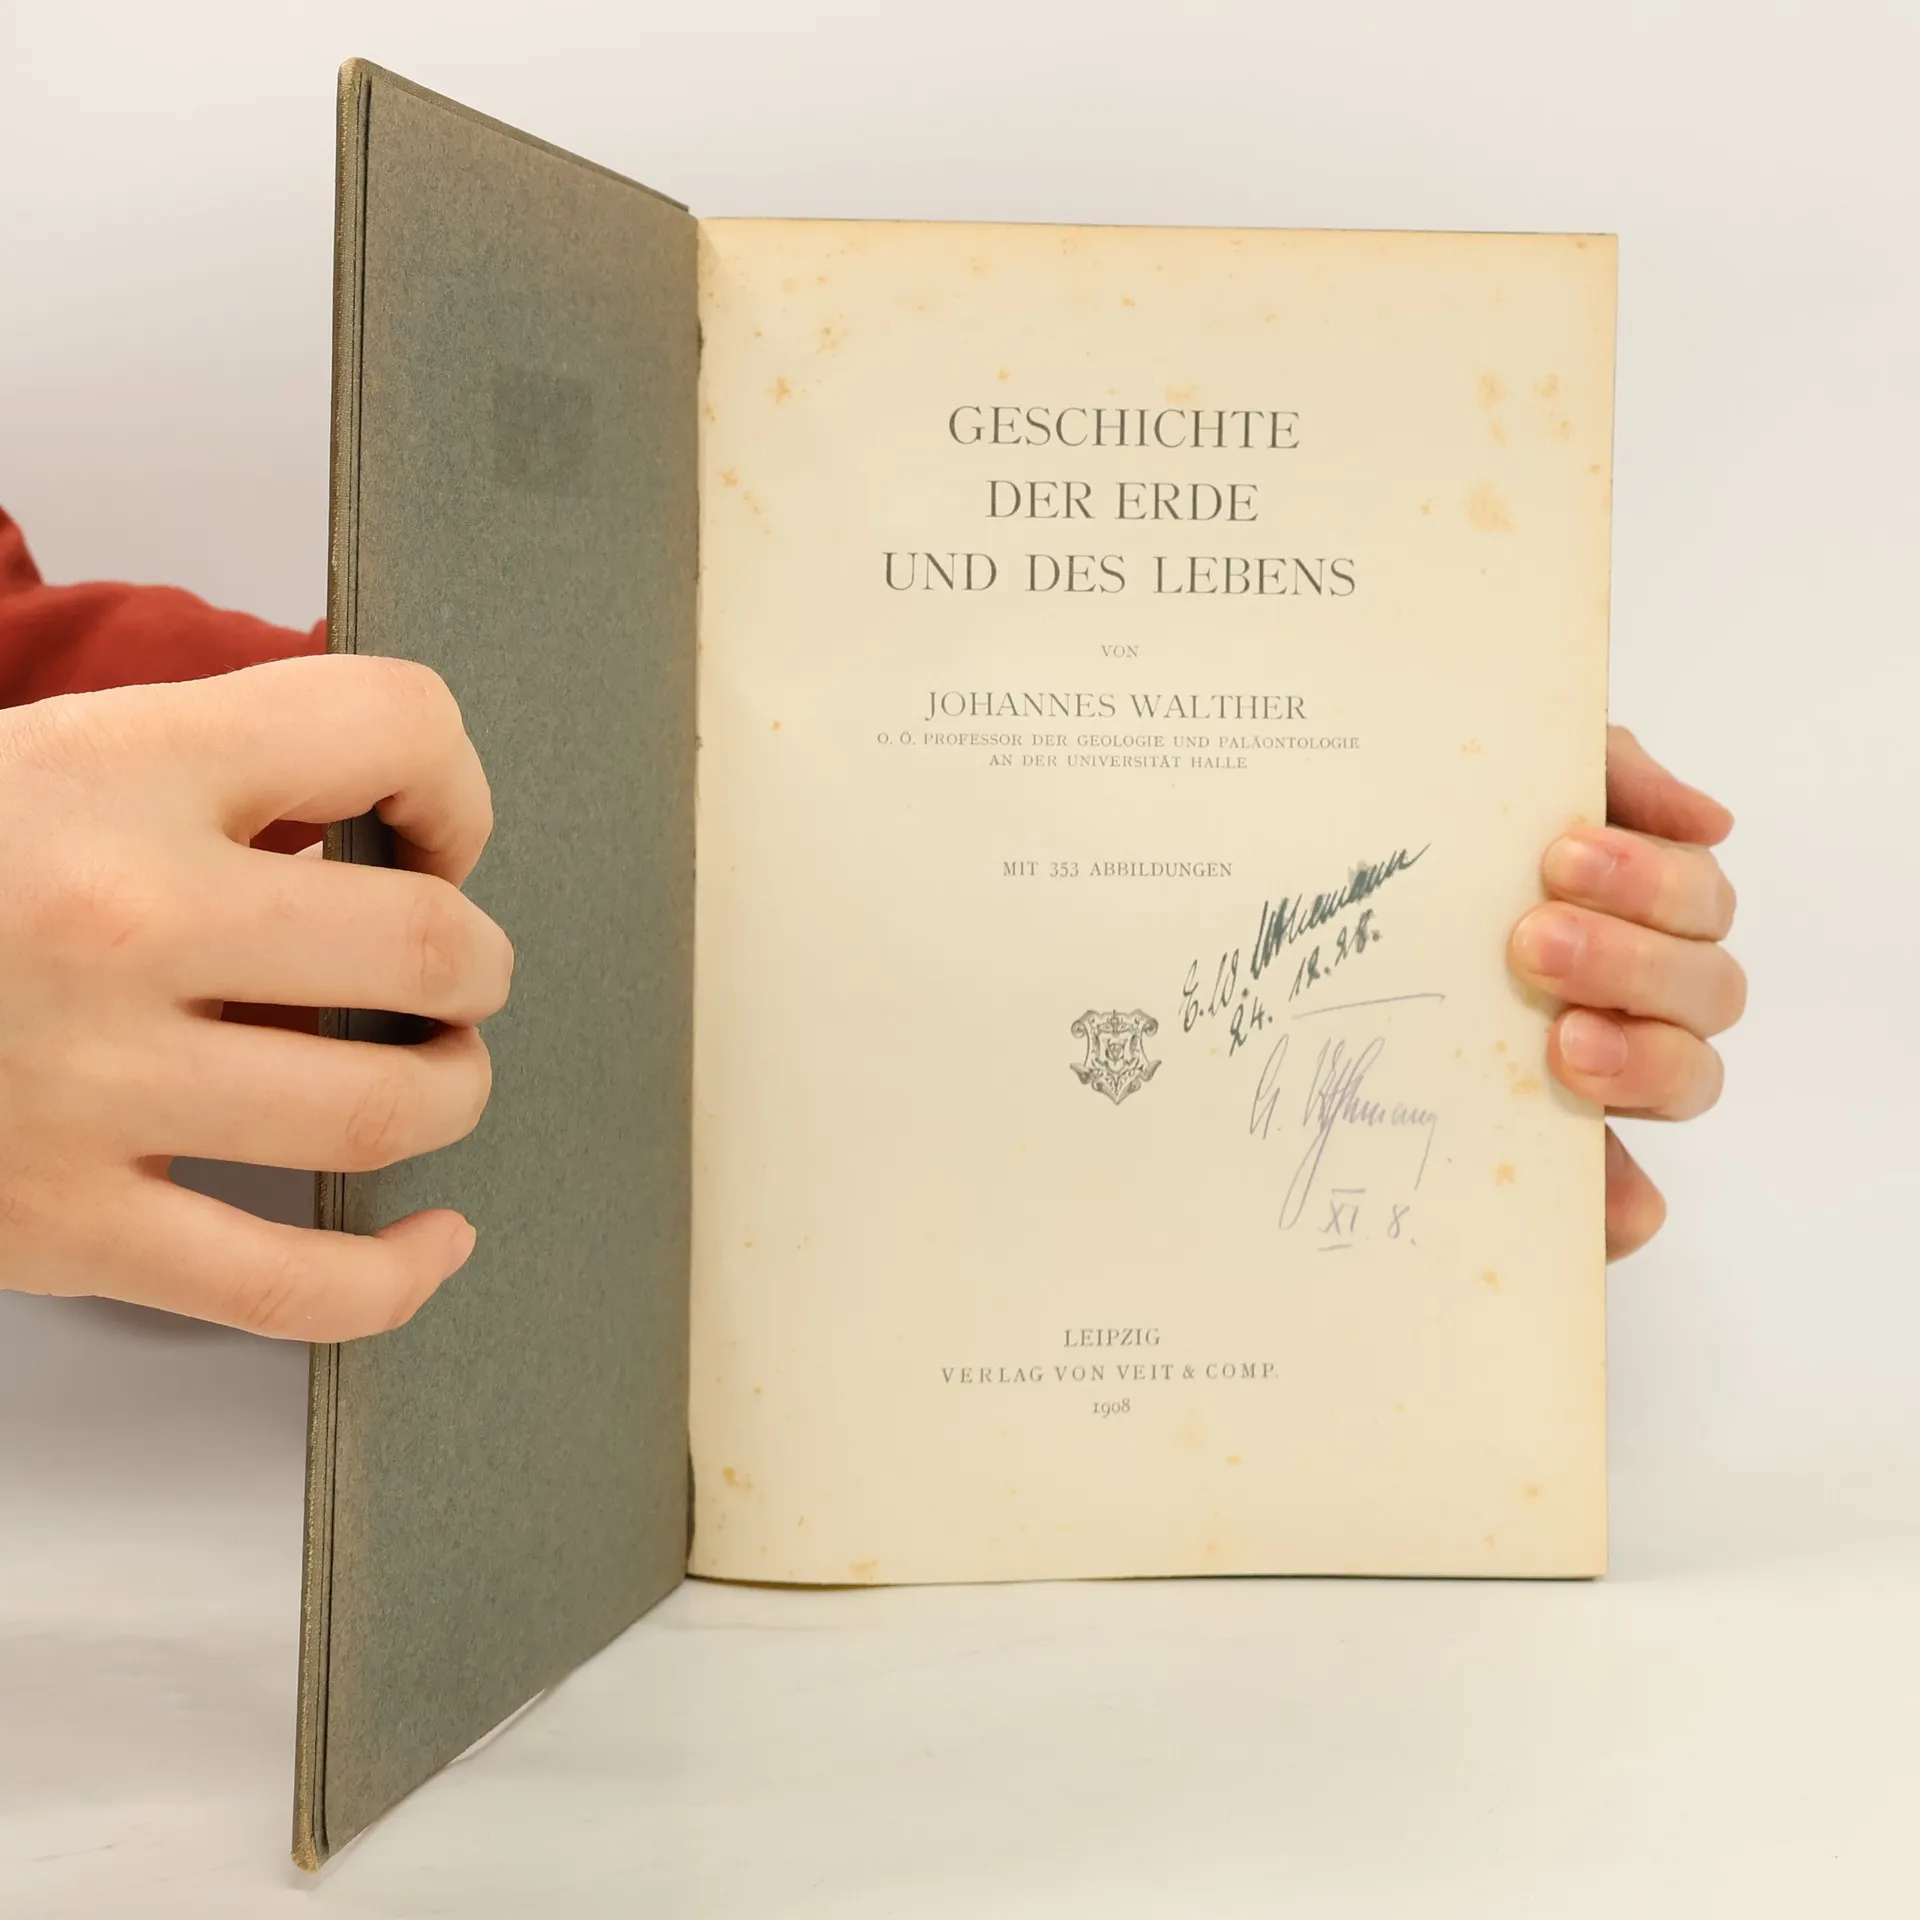 GESCHICHTE
DER ERDE
UND DES LEBENS
VON
JOHANNES WALTHER
O. Ö. PROFESSOR DER GEOLOGIE UND PALÄONTOLOGIE
AN DER UNIVERSITÄT HALLE
MIT 353 ABBILDUNGEN
E. W.
24. 12. 28.
G.
XI. 8.
LEIPZIG
VERLAG VON VEIT & COMP.
1908